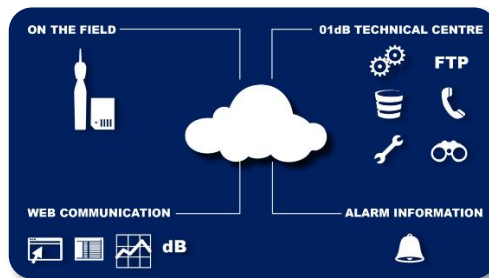 ON THE FIELD
01dB TECHNICAL CENTRE
FTP
WEB COMMUNICATION
ALARM INFORMATION
dB